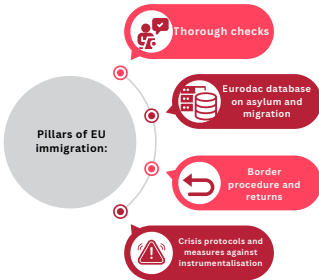 Pillars of EU
immigration:
Thorough checks
Eurodac database
on asylum and
migration
Border
procedure and
returns
Crisis protocols and
measures against
instrumentalisation